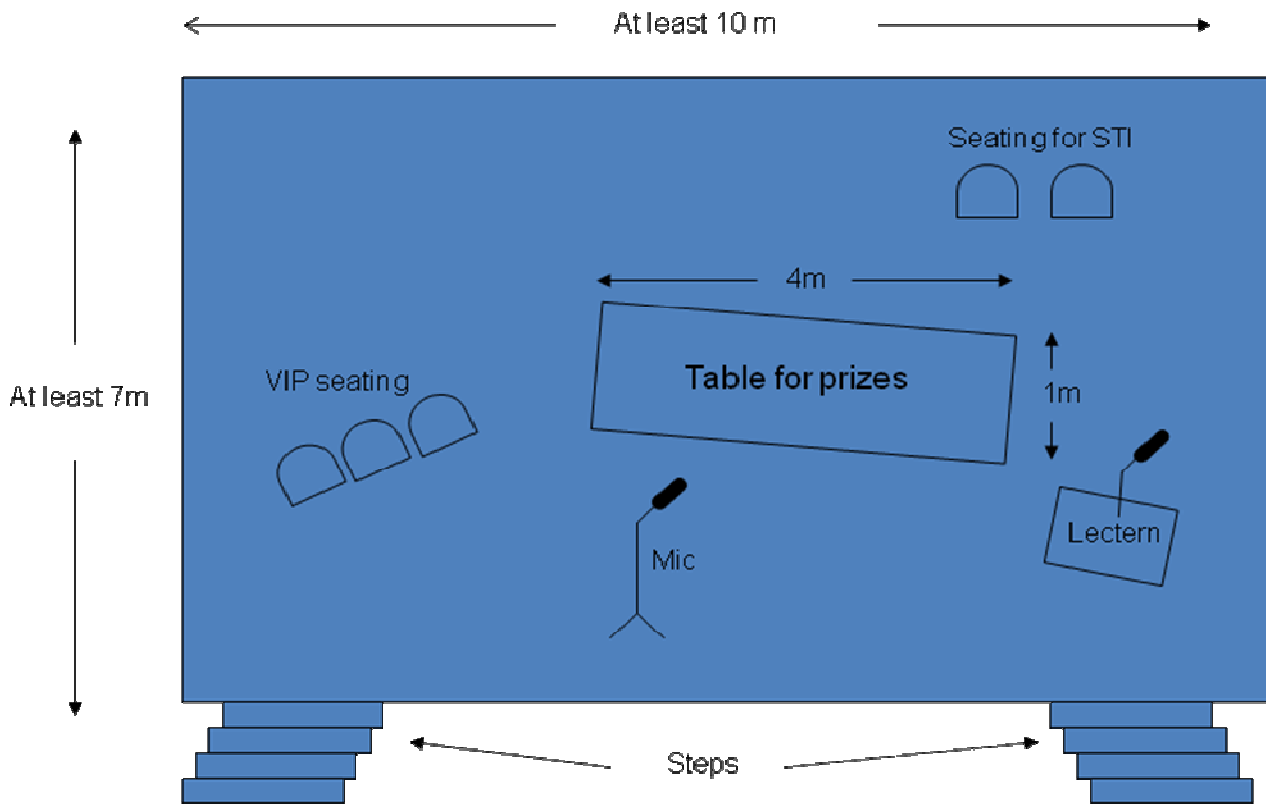 At least 10 m
Seating for STI
4m
Table for prizes
1m
VIP seating
At least 7m
Lectern
Mic
Steps